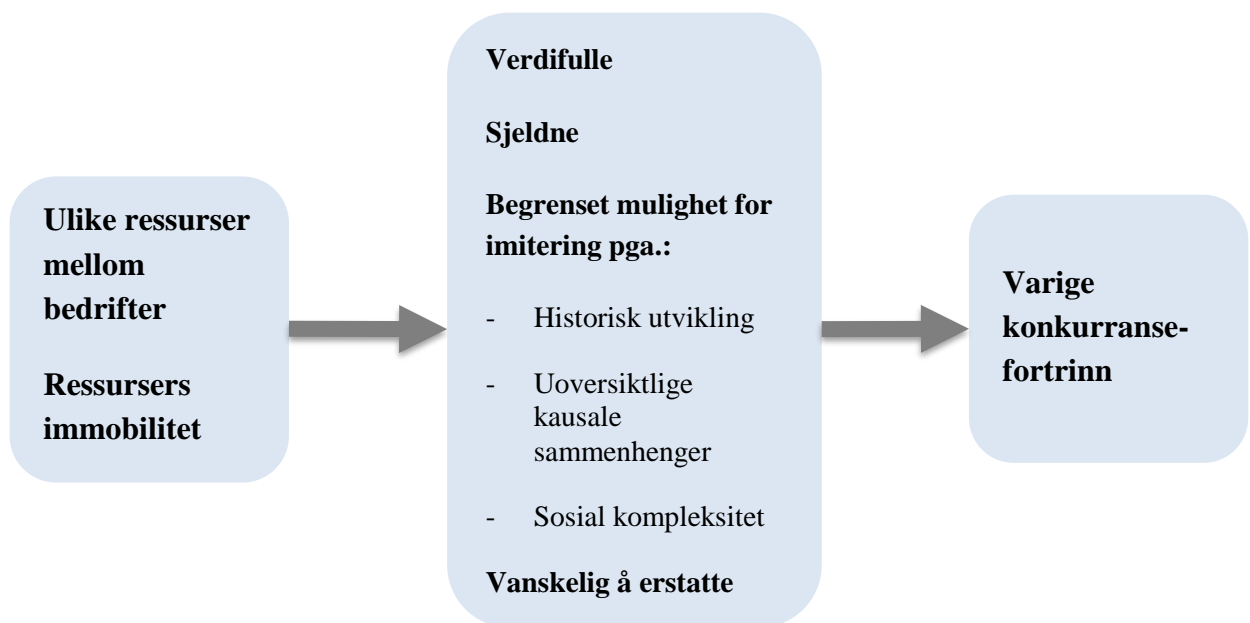 Ulike ressurser
mellom
bedrifter
Ressursers
immobilitet
Verdifulle
Sjeldne
Begrenset mulighet for
imitering pga.:
- Historisk utvikling
- Uoversiktlige
kausale
sammenhenger
- Sosial kompleksitet
Vanskelig å erstatte
Varige
konkurranse-
fortrinn